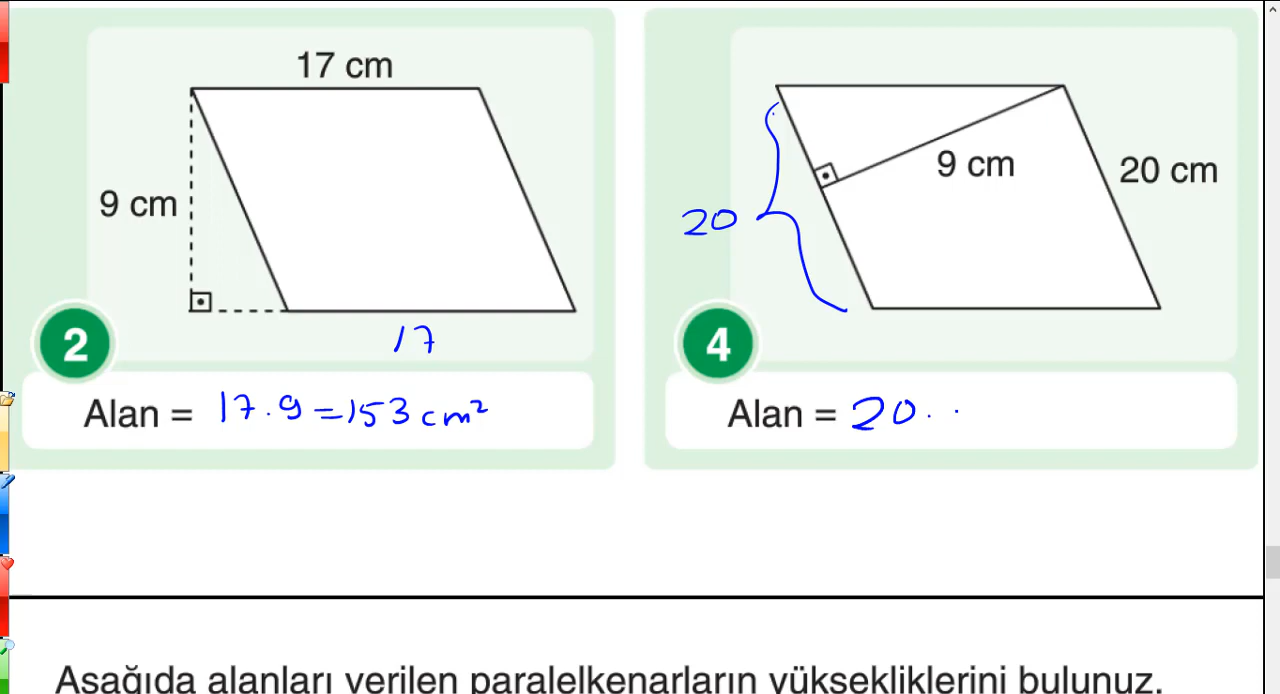 17 cm
9 cm
17
2
Alan = 17.9=153 cm²
9 cm
20 cm
20
4
Alan = 20 . .
Aşağıda alanları verilen paralelkenarların yüksekliklerini bulunuz.